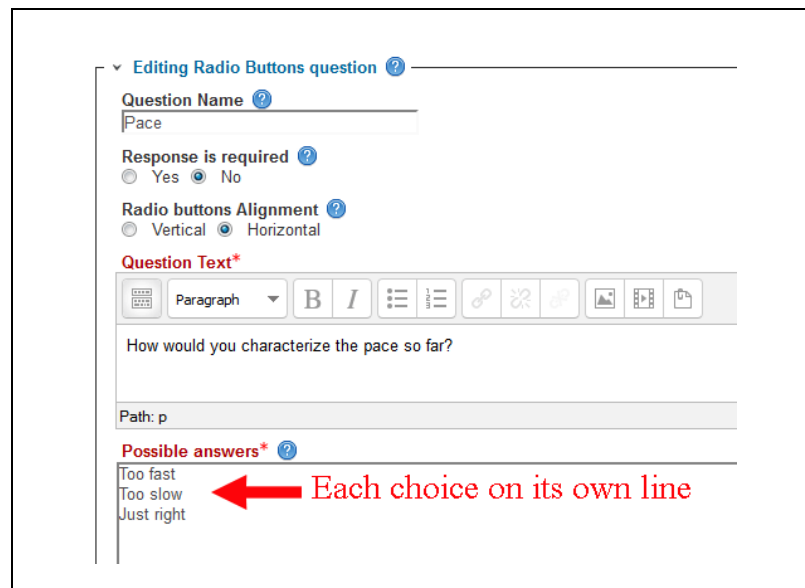 Editing Radio Buttons question ?
Question Name ?
Pace
Response is required ?
Yes No
Radio buttons Alignment ?
Vertical Horizontal
Question Text*
Paragraph B I
How would you characterize the pace so far?
Path: p
Possible answers* ?
Too fast
Too slow
Each choice on its own line
Just right